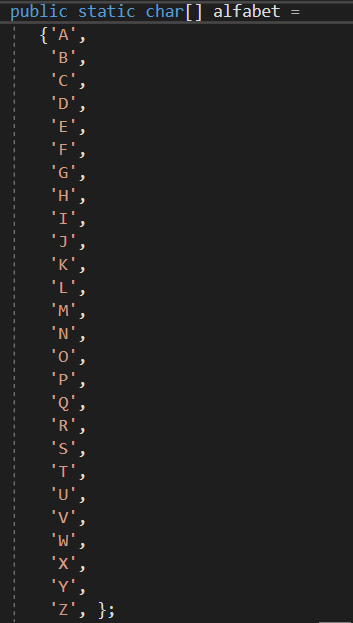 public static char[] alfabet =
{'A',
'B',
'C',
'D',
'E',
'F',
'G',
'H',
'I',
'J',
'K',
'L',
'M',
'N',
'O',
'P',
'Q',
'R',
'S',
'T',
'U',
'V',
'W',
'X',
'Y',
'Z', };